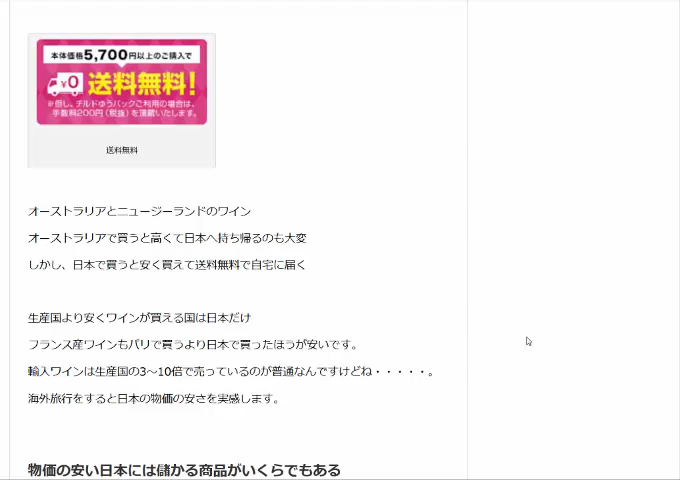 本体価格5,700円以上のご購入で
¥0 送料無料!
※但し、チルドゆうパックご利用の場合は、
手数料200円(税抜)を頂戴いたします。
送料無料
オーストラリアとニュージーランドのワイン
オーストラリアで買うと高くて日本へ持ち帰るのも大変
しかし、日本で買うと安く買えて送料無料で自宅に届く
生産国より安くワインが買える国は日本だけ
フランス産ワインもパリで買うより日本で買ったほうが安いです。
輸入ワインは生産国の3～10倍で売っているのが普通なんですけどね・・・・・。
海外旅行をすると日本の物価の安さを実感します。
物価の安い日本には儲かる商品がいくらでもある